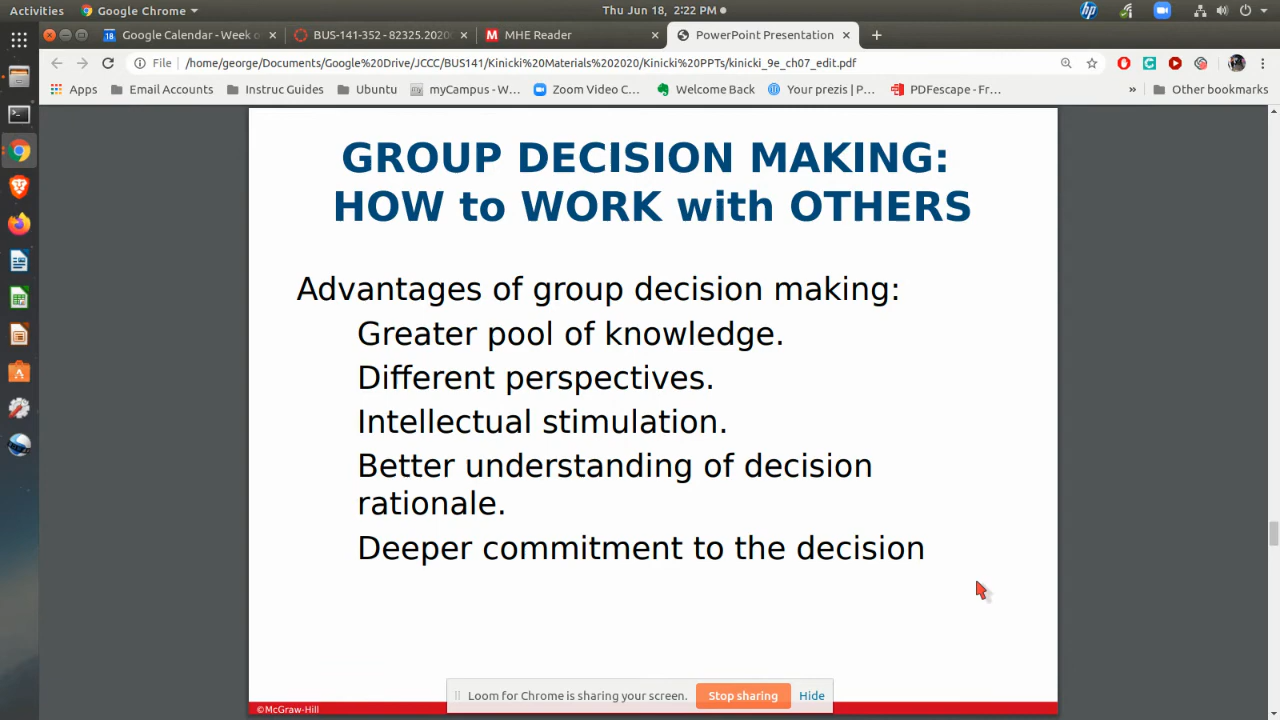 Activities
Google Chrome
Thu Jun 18, 2:22 PM
Google Calendar - Week o
BUS-141-352 - 82325.2020
MHE Reader
PowerPoint Presentation
File
/home/george/Documents/Google%20Drive/JCCC/BUS141/Kinicki%20Materials%202020/Kinicki%20PPTs/kinicki_9e_ch07_edit.pdf
Apps
Email Accounts
Instruc Guides
Ubuntu
myCampus - W...
Zoom Video C...
Welcome Back
Your prezis | P...
PDFescape - Fr...
»
Other bookmarks
GROUP DECISION MAKING:
HOW to WORK with OTHERS
Advantages of group decision making:
Greater pool of knowledge.
Different perspectives.
Intellectual stimulation.
Better understanding of decision
rationale.
Deeper commitment to the decision
Loom for Chrome is sharing your screen.
Stop sharing
Hide
©McGraw-Hill